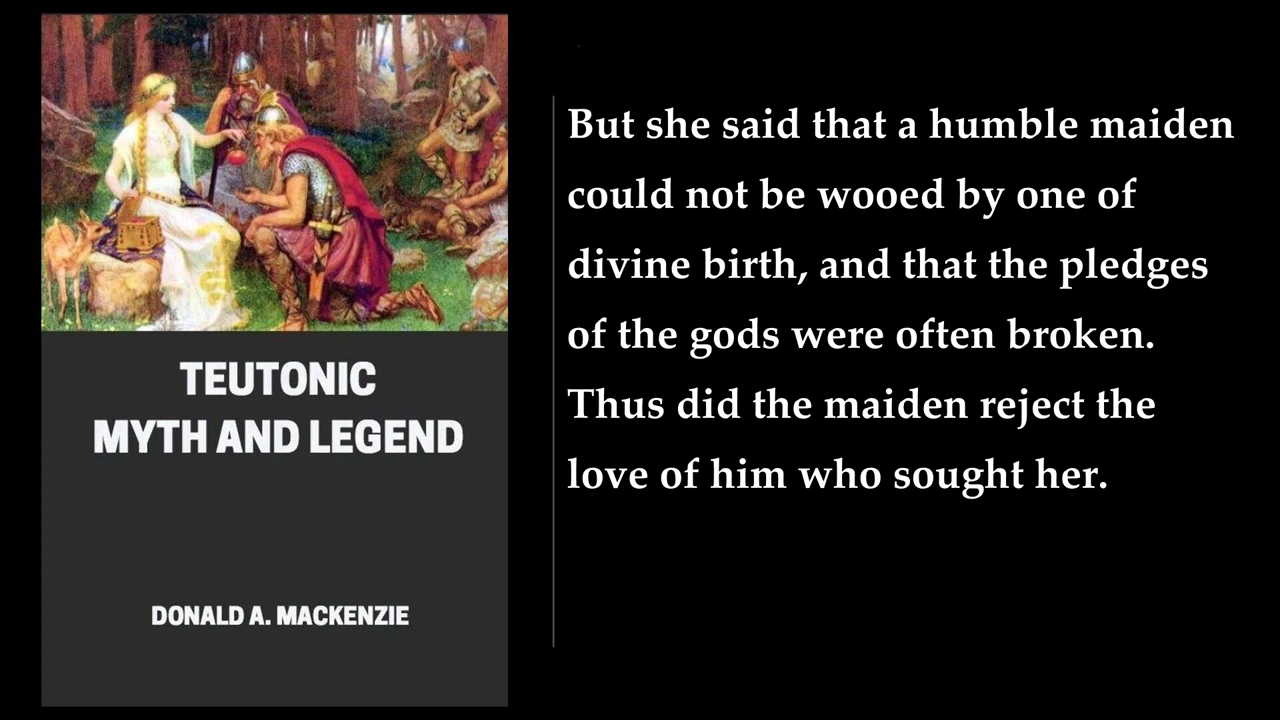 TEUTONIC
MYTH AND LEGEND
DONALD A. MACKENZIE
But she said that a humble maiden
could not be wooed by one of
divine birth, and that the pledges
of the gods were often broken.
Thus did the maiden reject the
love of him who sought her.